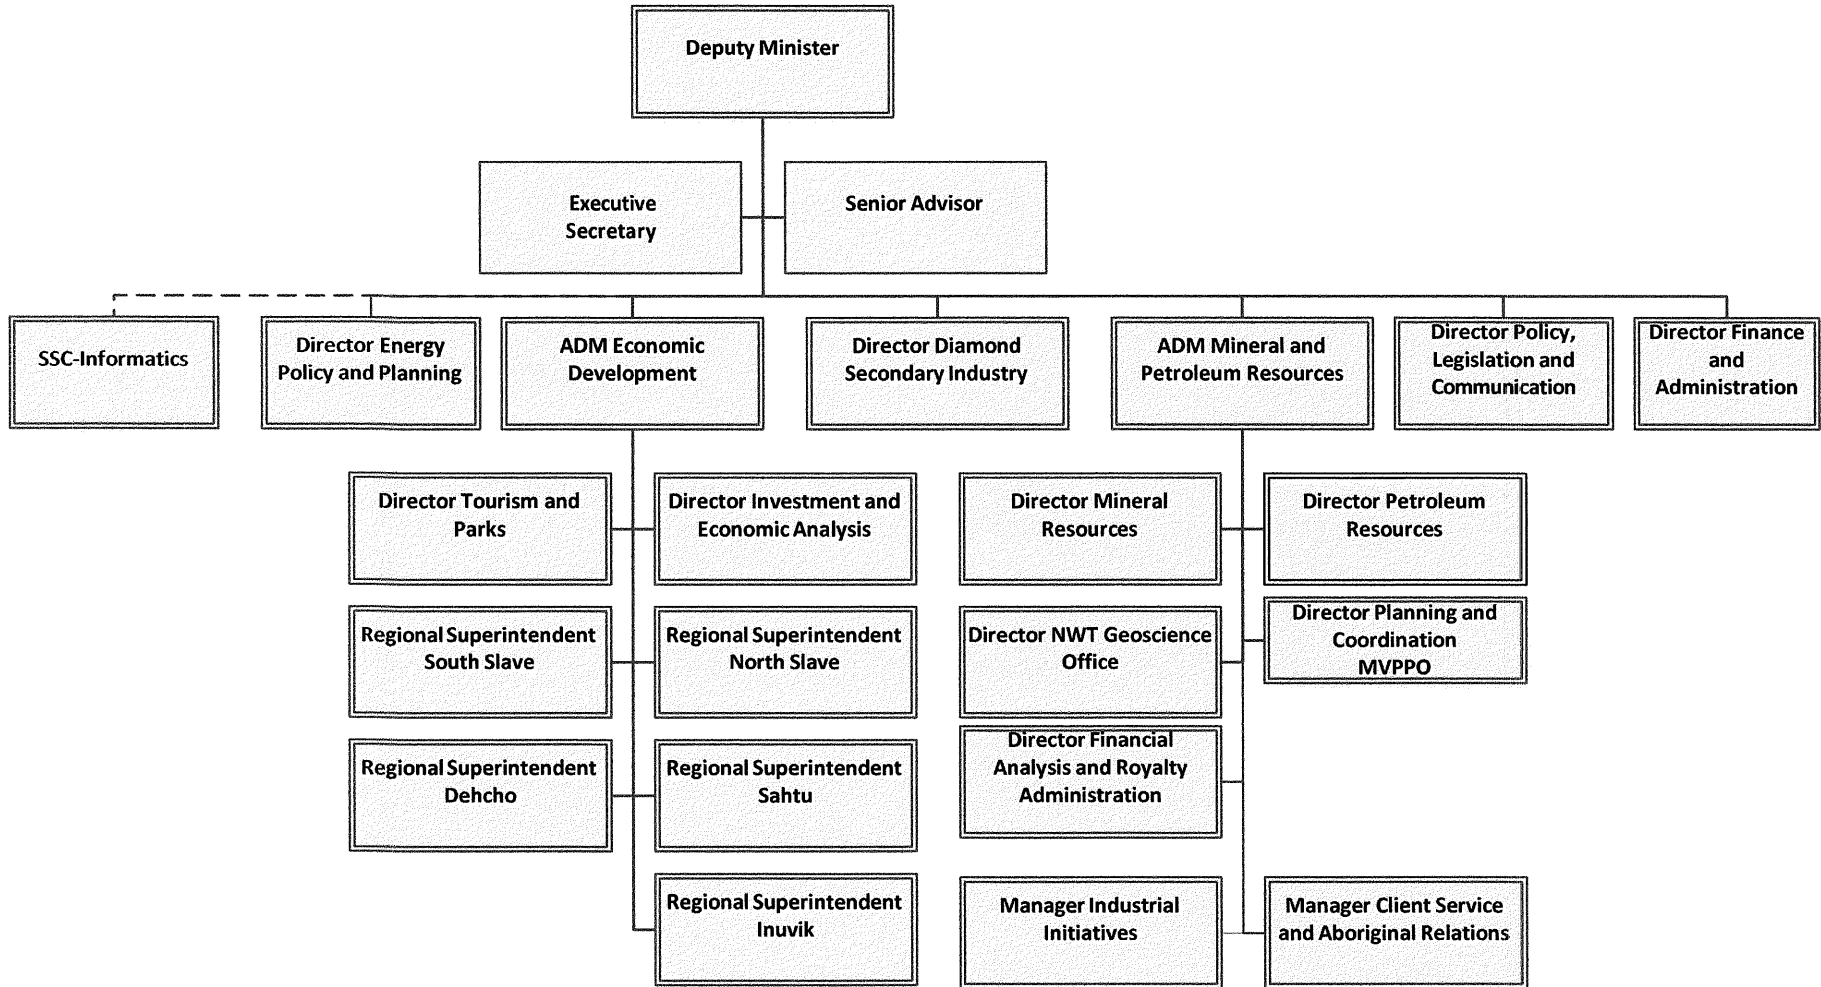 Deputy Minister
Executive
Secretary
Senior Advisor
SSC-Informatics
Director Energy
Policy and Planning
ADM Economic
Development
Director Diamond
Secondary Industry
ADM Mineral and
Petroleum Resources
Director Policy,
Legislation and
Communication
Director Finance
and
Administration
Director Tourism and
Parks
Director Investment and
Economic Analysis
Director Mineral
Resources
Director Petroleum
Resources
Regional Superintendent
South Slave
Regional Superintendent
North Slave
Director NWT Geoscience
Office
Director Planning and
Coordination
MVPPO
Regional Superintendent
Dehcho
Regional Superintendent
Sahtu
Director Financial
Analysis and Royalty
Administration
Regional Superintendent
Inuvik
Manager Industrial
Initiatives
Manager Client Service
and Aboriginal Relations